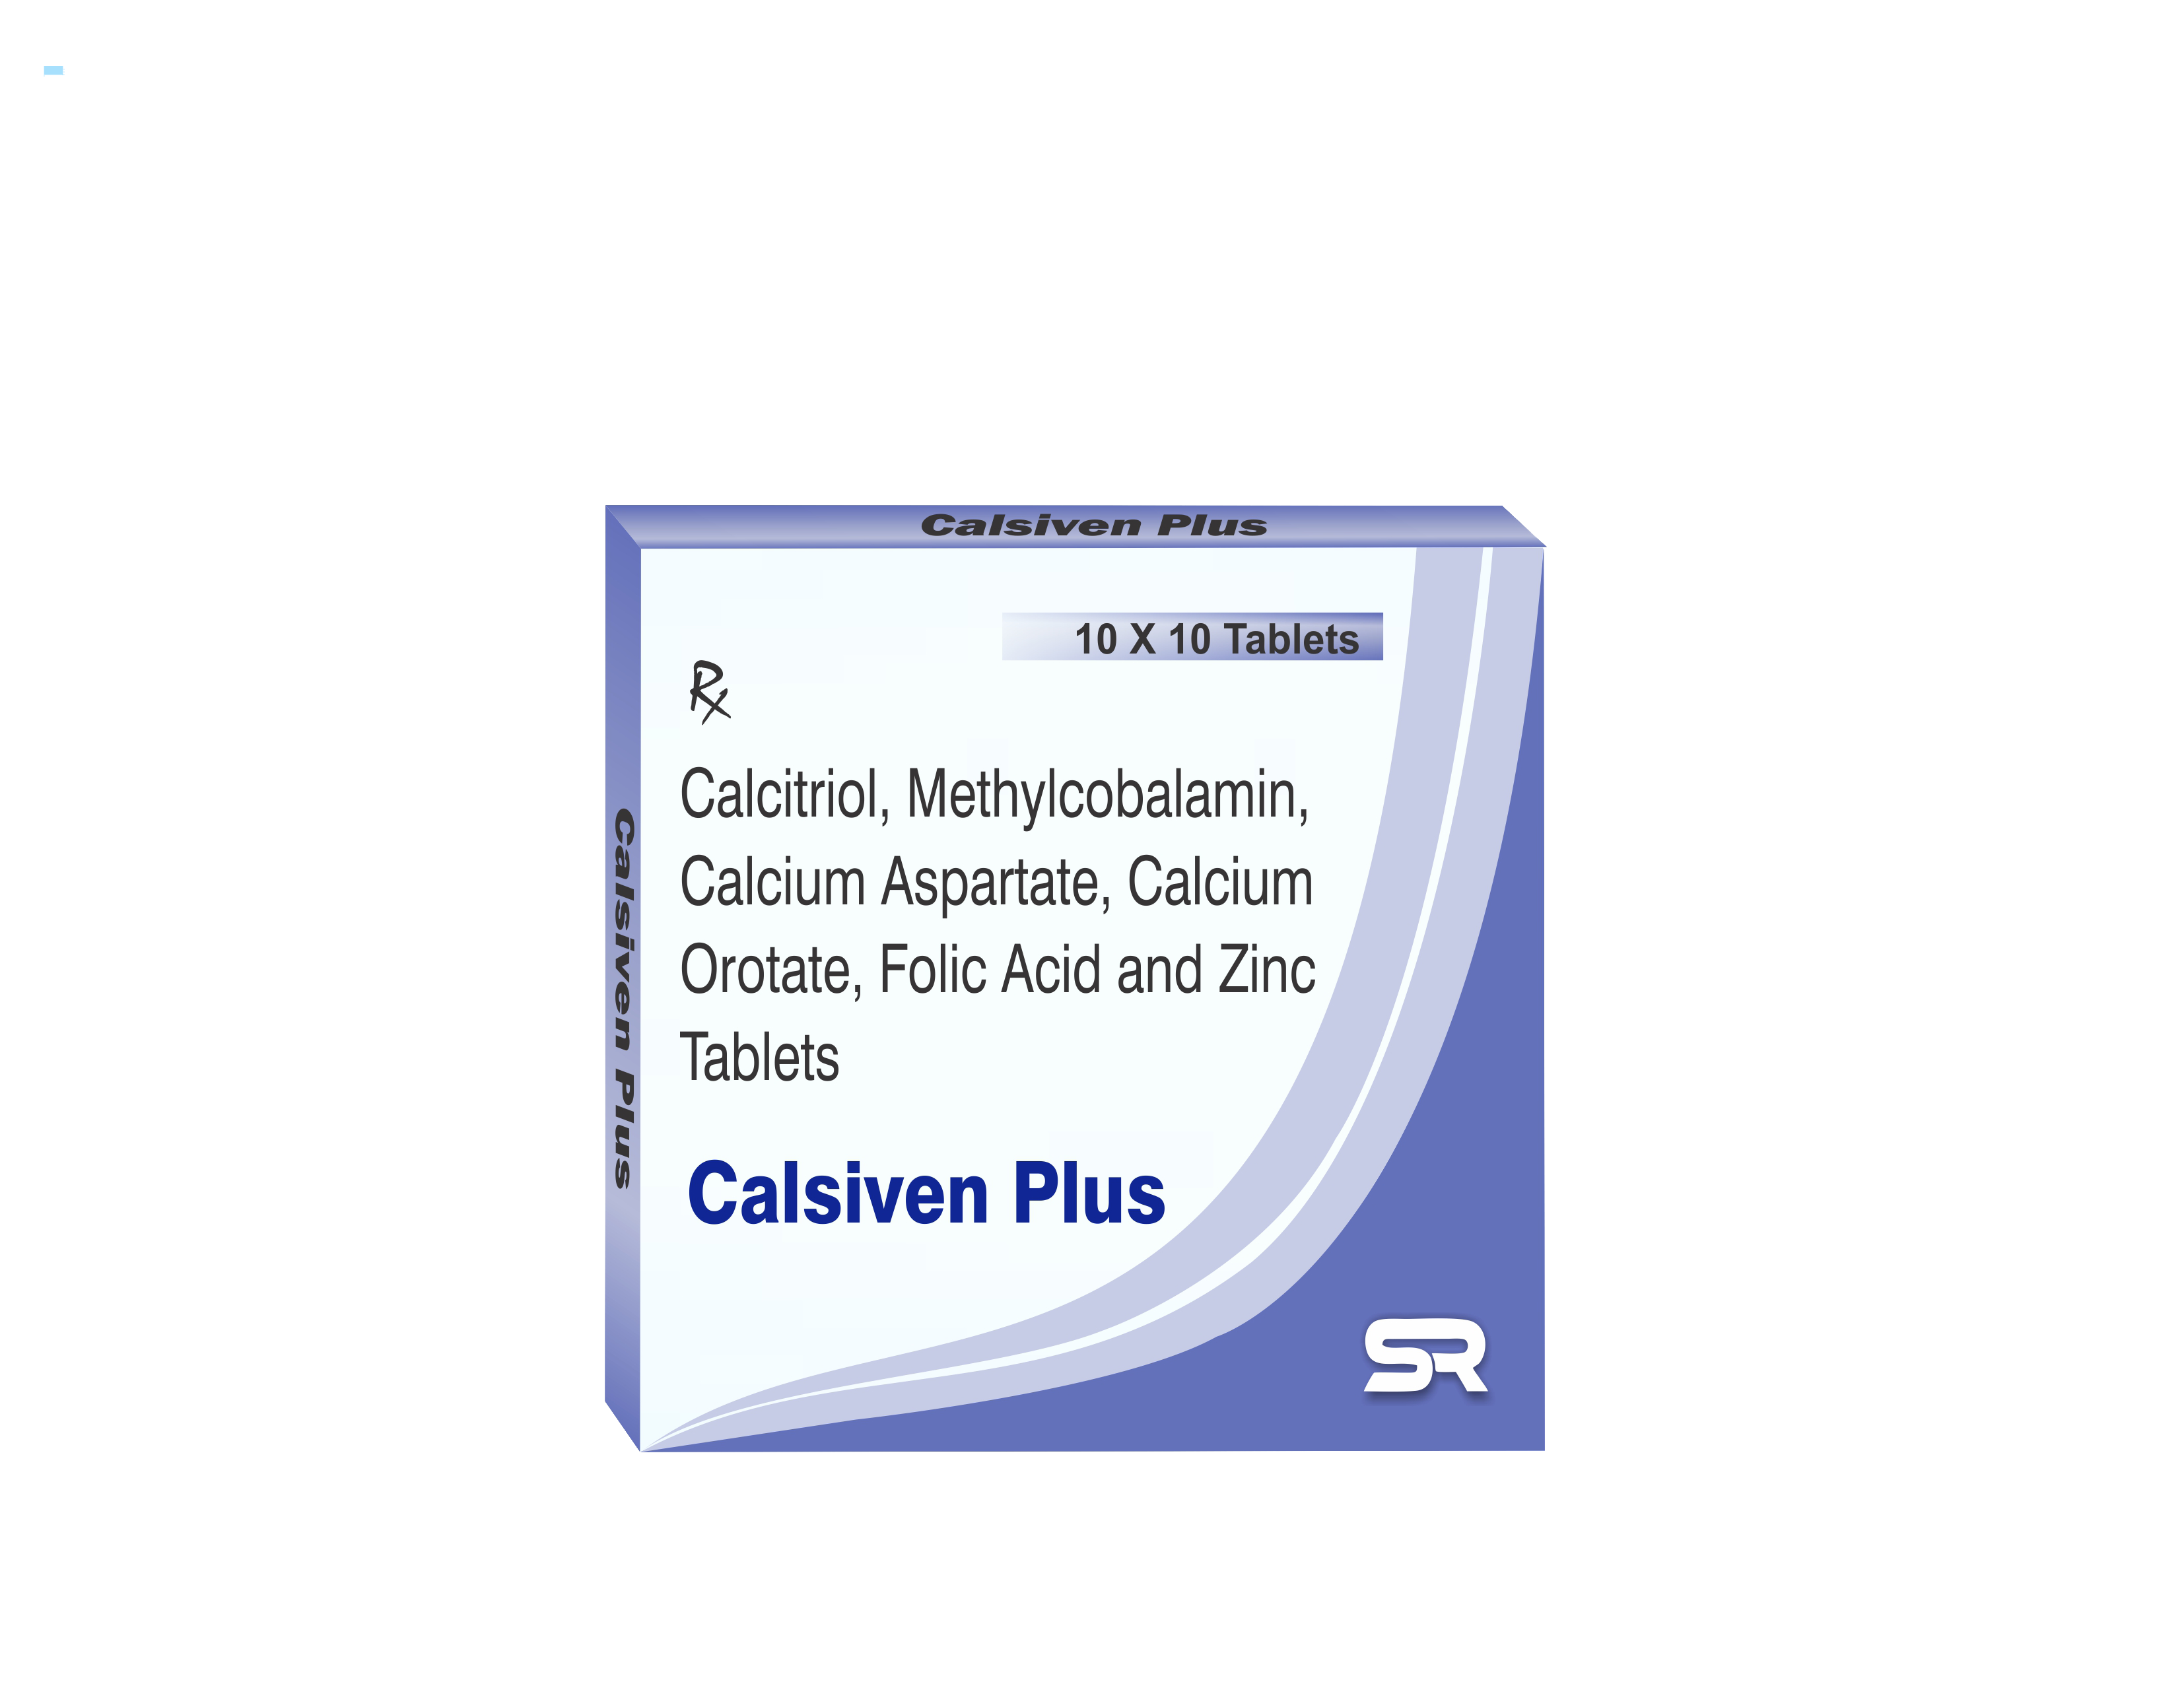 Calsiven Plus
Calsiven Plus
10 X 10 Tablets
Rx
Calcitriol, Methylcobalamin,
Calcium Aspartate, Calcium
Orotate, Folic Acid and Zinc
Tablets
Calsiven Plus
SR